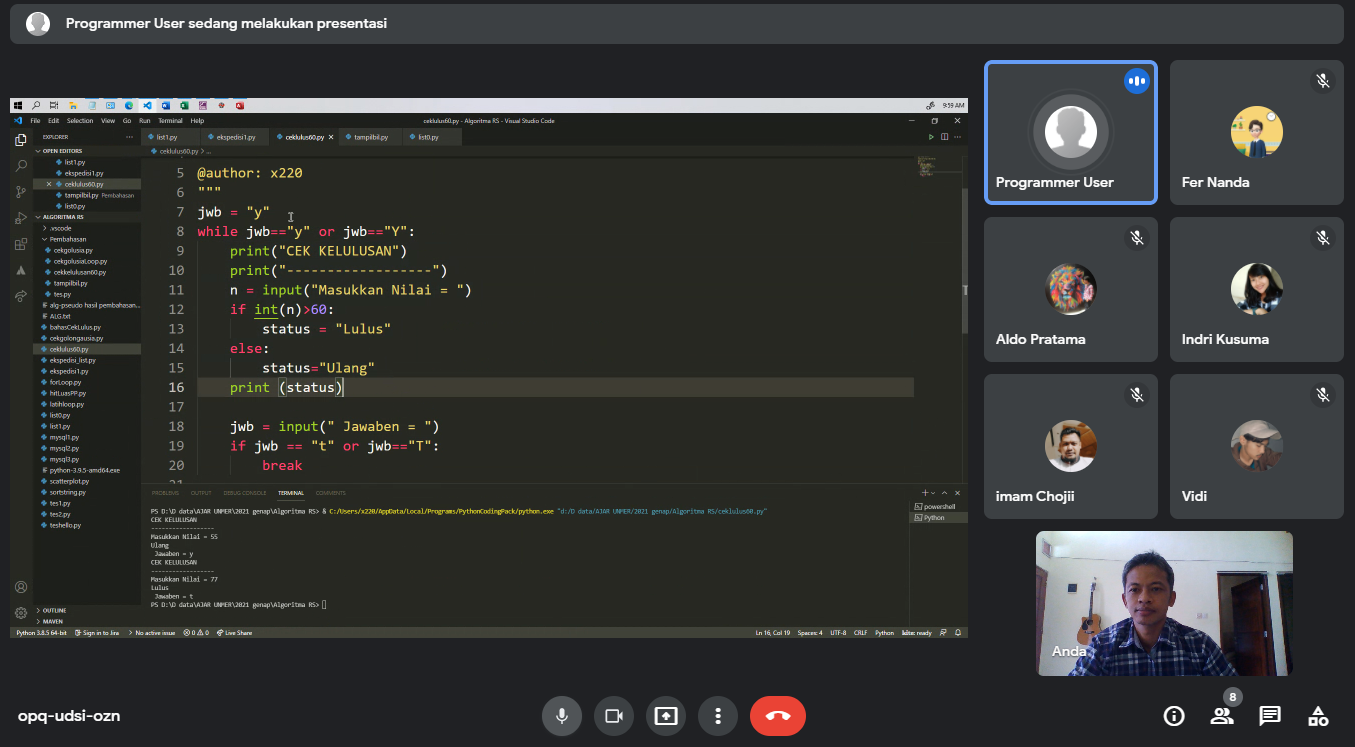 Programmer User sedang melakukan presentasi
9:59 AM
File Edit Selection View Go Run Terminal Help
ceklulus60.py - Algoritma RS - Visual Studio Code
EXPLORER
OPEN EDITORS
list1.py
ekspedisi1.py
ceklulus60.py
tampilbil.py Pembahasan
list0.py
ALGORITMA RS
.vscode
Pembahasan
cekgolusia.py
cekgolusiaLoop.py
cekkelulusan60.py
tampilbil.py
tes.py
alg-pseudo hasil pembahasan...
ALG.txt
bahasCekLulus.py
cekgolongausia.py
ceklulus60.py
ekspedisi_list.py
ekspedisi1.py
forLoop.py
hitLuasPP.py
latihloop.py
list0.py
list1.py
mysql1.py
mysql2.py
mysql3.py
python-3.9.5-amd64.exe
scatterplot.py
sortstring.py
tes1.py
tes2.py
teshello.py
OUTLINE
MAVEN
list1.py ekspedisi1.py ceklulus60.py tampilbil.py list0.py
ceklulus60.py > ...
5 @author: x220
6 """
7 jwb = "y"
8 while jwb=="y" or jwb=="Y":
9 print("CEK KELULUSAN")
10 print("------------------")
11 n = input("Masukkan Nilai = ")
12 if int(n)>60:
13 status = "Lulus"
14 else:
15 status="Ulang"
16 print (status)
17
18 jwb = input(" Jawaben = ")
19 if jwb == "t" or jwb=="T":
20 break
21
PROBLEMS OUTPUT DEBUG CONSOLE TERMINAL COMMENTS
PS D:\D data\AJAR UNMER\2021 genap\Algoritma RS> & C:/Users/x220/AppData/Local/Programs/PythonCodingPack/python.exe "d:/D data/AJAR UNMER/2021 genap/Algoritma RS/ceklulus60.py"
CEK KELULUSAN
------------------
Masukkan Nilai = 55
Ulang
Jawaben = y
CEK KELULUSAN
------------------
Masukkan Nilai = 77
Lulus
Jawaben = t
PS D:\D data\AJAR UNMER\2021 genap\Algoritma RS>
powershell
Python
Python 3.8.5 64-bit Sign in to Jira No active issue 0 0 Live Share Ln 16, Col 19 Spaces: 4 UTF-8 CRLF Python kite: ready
Programmer User
Fer Nanda
Aldo Pratama
Indri Kusuma
imam Chojii
Vidi
Anda
opq-udsi-ozn
8